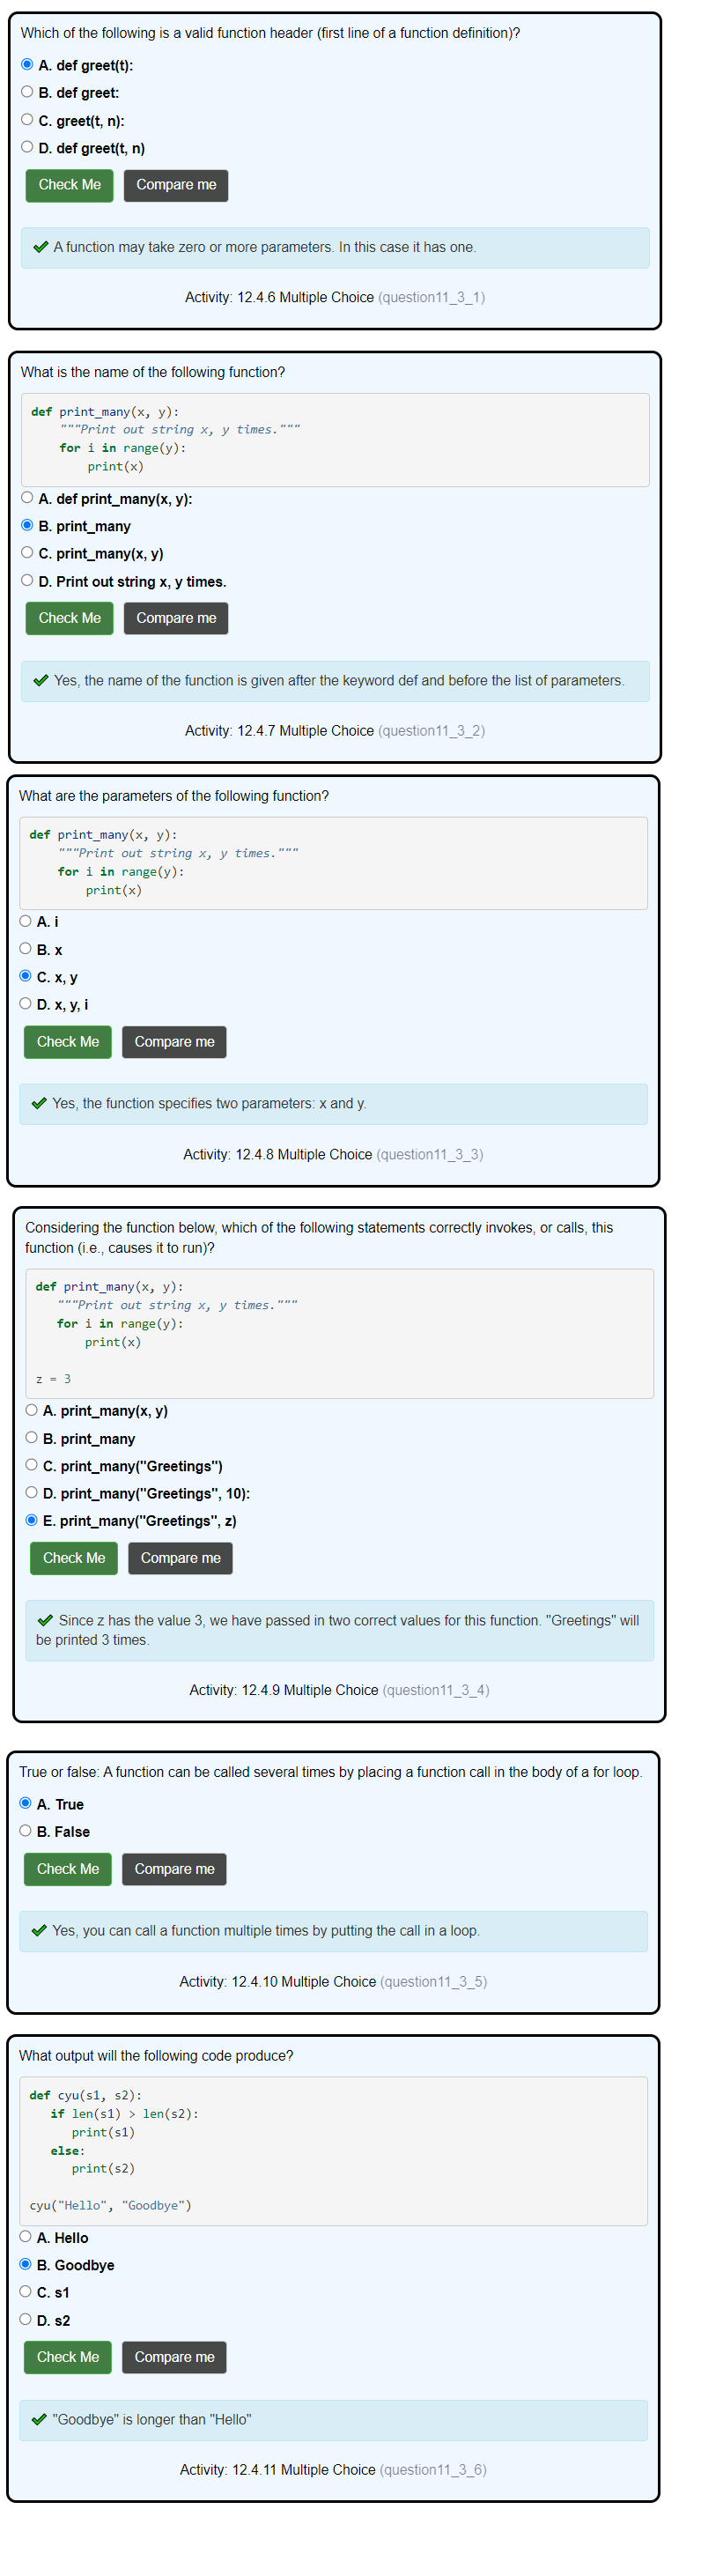 Which of the following is a valid function header (first line of a function definition)?
A. def greet(t):
B. def greet:
C. greet(t, n):
D. def greet(t, n)
Check Me Compare me
✔ A function may take zero or more parameters. In this case it has one.
Activity: 12.4.6 Multiple Choice (question11_3_1)
What is the name of the following function?
def print_many(x, y):
    """Print out string x, y times."""
    for i in range(y):
        print(x)
A. def print_many(x, y):
B. print_many
C. print_many(x, y)
D. Print out string x, y times.
Check Me Compare me
✔ Yes, the name of the function is given after the keyword def and before the list of parameters.
Activity: 12.4.7 Multiple Choice (question11_3_2)
What are the parameters of the following function?
def print_many(x, y):
    """Print out string x, y times."""
    for i in range(y):
        print(x)
A. i
B. x
C. x, y
D. x, y, i
Check Me Compare me
✔ Yes, the function specifies two parameters: x and y.
Activity: 12.4.8 Multiple Choice (question11_3_3)
Considering the function below, which of the following statements correctly invokes, or calls, this
function (i.e., causes it to run)?
def print_many(x, y):
   """Print out string x, y times."""
   for i in range(y):
       print(x)
z = 3
A. print_many(x, y)
B. print_many
C. print_many("Greetings")
D. print_many("Greetings", 10):
E. print_many("Greetings", z)
Check Me Compare me
✔ Since z has the value 3, we have passed in two correct values for this function. "Greetings" will
be printed 3 times.
Activity: 12.4.9 Multiple Choice (question11_3_4)
True or false: A function can be called several times by placing a function call in the body of a for loop.
A. True
B. False
Check Me Compare me
✔ Yes, you can call a function multiple times by putting the call in a loop.
Activity: 12.4.10 Multiple Choice (question11_3_5)
What output will the following code produce?
def cyu(s1, s2):
   if len(s1) > len(s2):
      print(s1)
   else:
      print(s2)
cyu("Hello", "Goodbye")
A. Hello
B. Goodbye
C. s1
D. s2
Check Me Compare me
✔ "Goodbye" is longer than "Hello"
Activity: 12.4.11 Multiple Choice (question11_3_6)